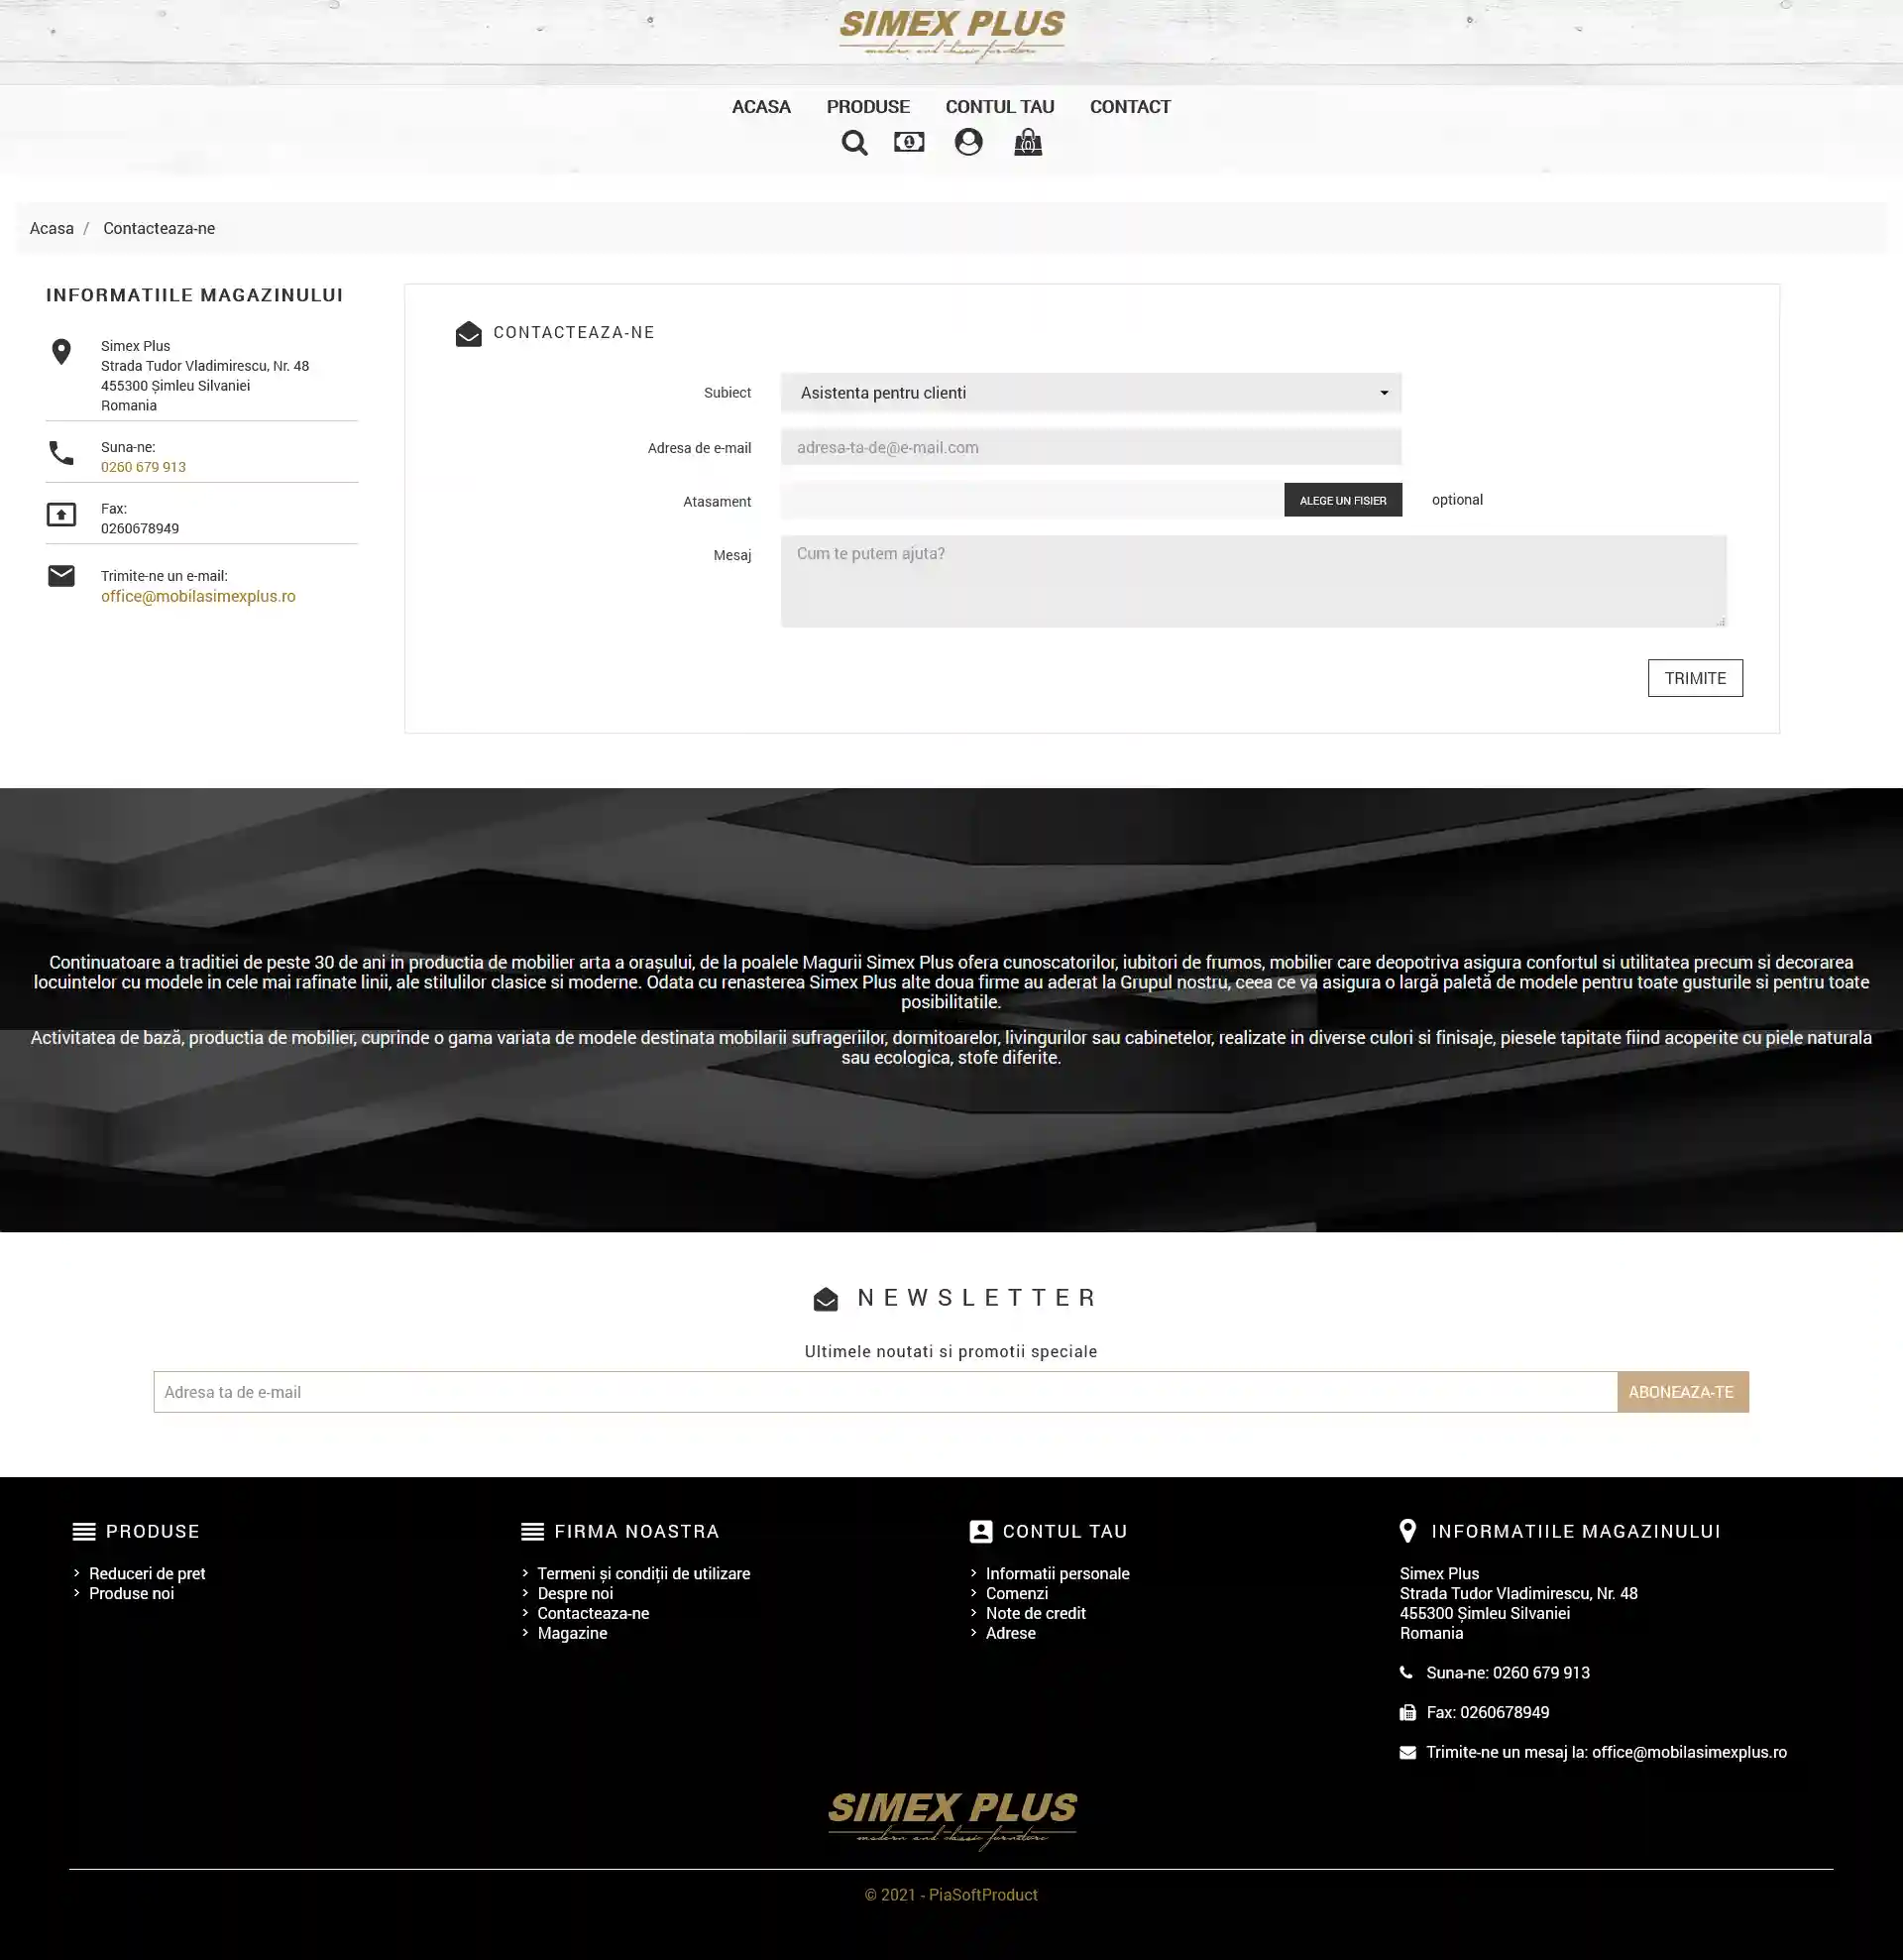 SIMEX PLUS
modern and classic furniture
ACASA PRODUSE CONTUL TAU CONTACT
(0)
Acasa / Contacteaza-ne
INFORMATIILE MAGAZINULUI
Simex Plus
Strada Tudor Vladimirescu, Nr. 48
455300 Șimleu Silvaniei
Romania
Suna-ne:
0260 679 913
Fax:
0260678949
Trimite-ne un e-mail:
office@mobilasimexplus.ro
CONTACTEAZA-NE
Subiect Asistenta pentru clienti
Adresa de e-mail adresa-ta-de@e-mail.com
Atasament ALEGE UN FISIER optional
Mesaj Cum te putem ajuta?
TRIMITE
Continuatoare a traditiei de peste 30 de ani in productia de mobilier arta a orașului, de la poalele Magurii Simex Plus ofera cunoscatorilor, iubitori de frumos, mobilier care deopotriva asigura confortul si utilitatea precum si decorarea
locuintelor cu modele in cele mai rafinate linii, ale stilulilor clasice si moderne. Odata cu renasterea Simex Plus alte doua firme au aderat la Grupul nostru, ceea ce va asigura o largă paletă de modele pentru toate gusturile si pentru toate
posibilitatile.
Activitatea de bază, productia de mobilier, cuprinde o gama variata de modele destinata mobilarii sufrageriilor, dormitoarelor, livingurilor sau cabinetelor, realizate in diverse culori si finisaje, piesele tapitate fiind acoperite cu piele naturala
sau ecologica, stofe diferite.
NEWSLETTER
Ultimele noutati si promotii speciale
Adresa ta de e-mail ABONEAZA-TE
PRODUSE
Reduceri de pret
Produse noi
FIRMA NOASTRA
Termeni și condiții de utilizare
Despre noi
Contacteaza-ne
Magazine
CONTUL TAU
Informatii personale
Comenzi
Note de credit
Adrese
INFORMATIILE MAGAZINULUI
Simex Plus
Strada Tudor Vladimirescu, Nr. 48
455300 Șimleu Silvaniei
Romania
Suna-ne: 0260 679 913
Fax: 0260678949
Trimite-ne un mesaj la: office@mobilasimexplus.ro
SIMEX PLUS
modern and classic furniture
© 2021 - PiaSoftProduct